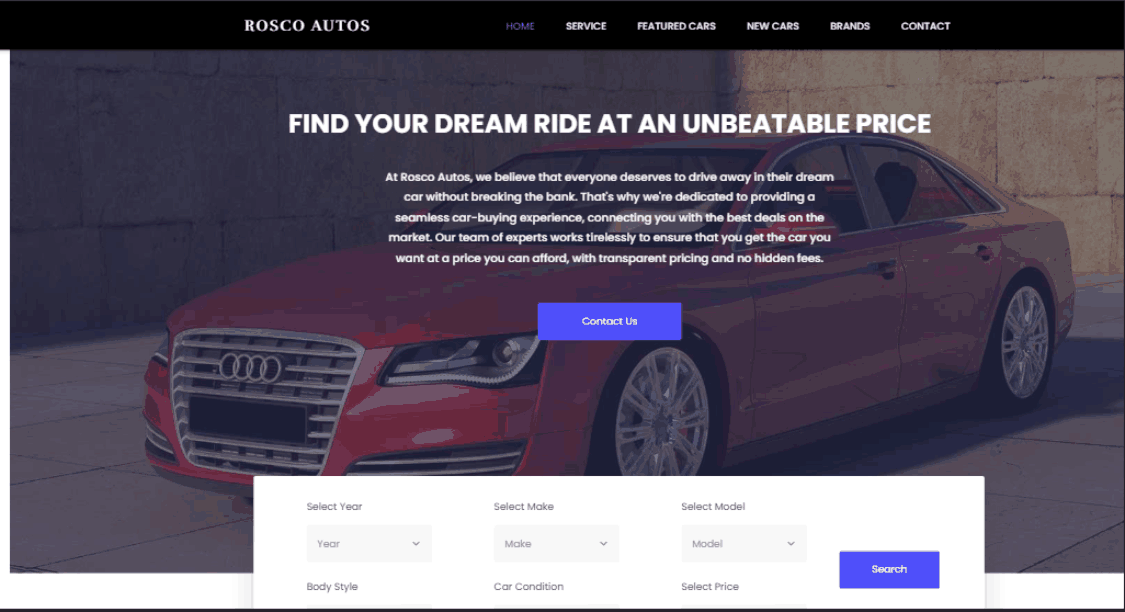 ROSCO AUTOS
HOME SERVICE FEATURED CARS NEW CARS BRANDS CONTACT
FIND YOUR DREAM RIDE AT AN UNBEATABLE PRICE
At Rosco Autos, we believe that everyone deserves to drive away in their dream
car without breaking the bank. That's why we're dedicated to providing a
seamless car-buying experience, connecting you with the best deals on the
market. Our team of experts works tirelessly to ensure that you get the car you
want at a price you can afford, with transparent pricing and no hidden fees.
Contact Us
Select Year Select Make Select Model
Year Make Model
Search
Body Style Car Condition Select Price